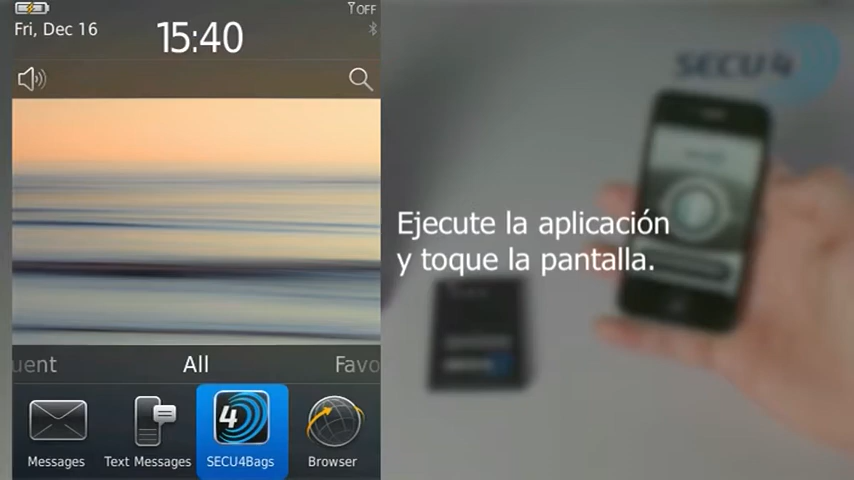 OFF
Fri, Dec 16
15:40
uent
All
Favo
Messages
Text Messages
4
SECU4Bags
Browser
SECU4
Ejecute la aplicación
y toque la pantalla.